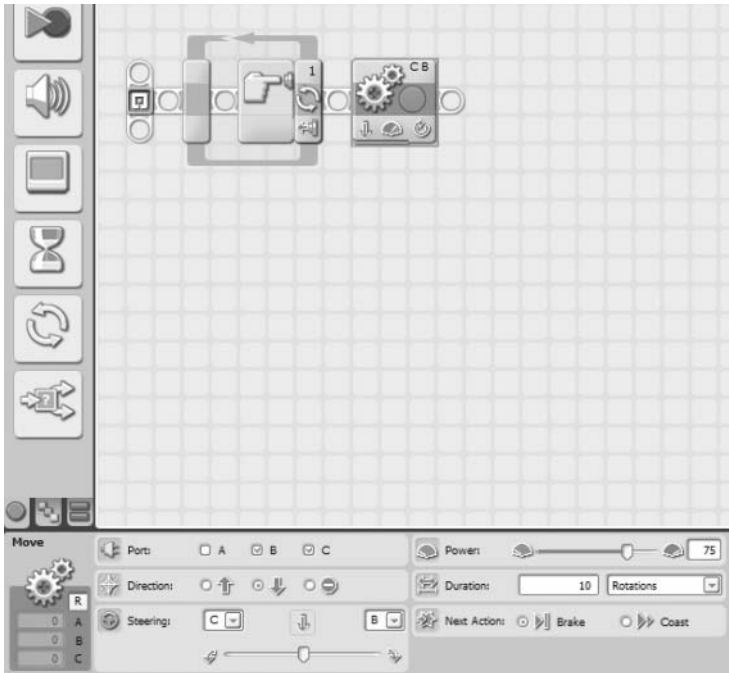 1
C B
?
Move
R
0 A
0 B
0 C
Port: A B C
Direction:
Steering: C B
Power: 75
Duration: 10 Rotations
Next Action: Brake Coast